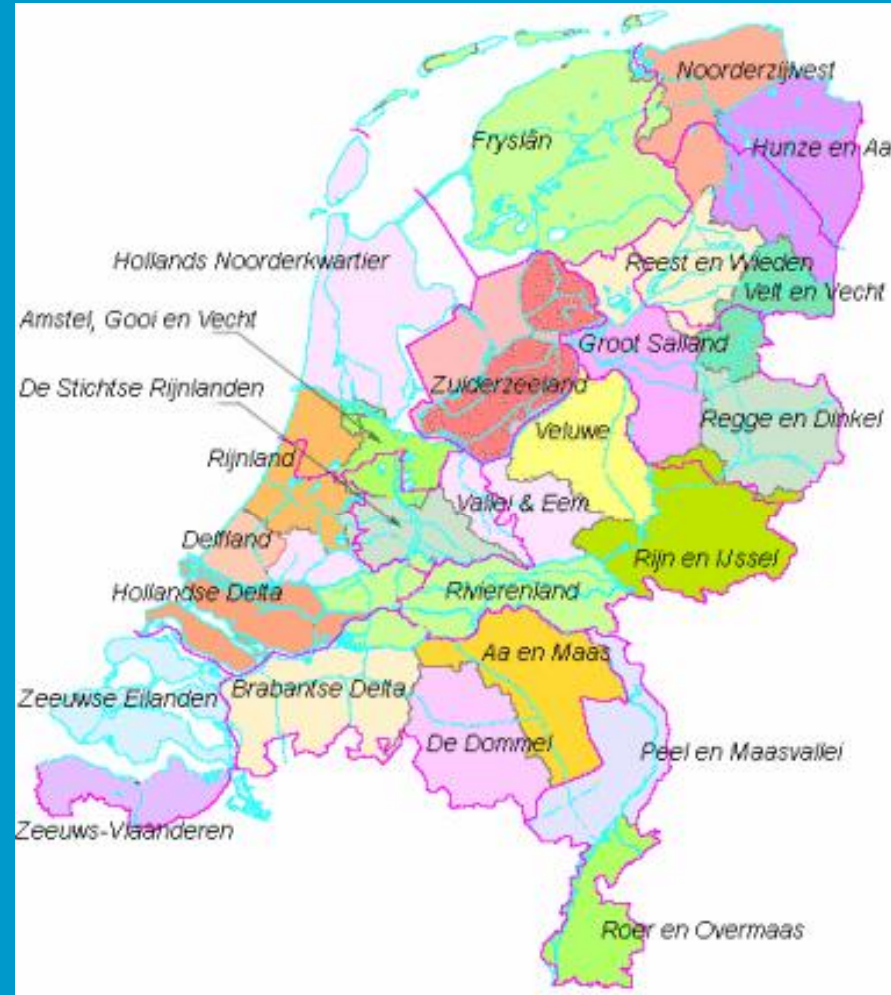 Noorderzijlvest
Fryslân
Hunze en Aa
Hollands Noorderkwartier
Reest en Wieden
Velt en Vecht
Amstel, Gooi en Vecht
Groot Salland
De Stichtse Rijnlanden
Zuiderzeeland
Regge en Dinkel
Veluwe
Rijnland
Vallei & Eem
Delfland
Rijn en IJssel
Hollandse Delta
Rivierenland
Aa en Maas
Zeeuwse Eilanden
Brabantse Delta
De Dommel
Peel en Maasvallei
Zeeuws-Vlaanderen
Roer en Overmaas